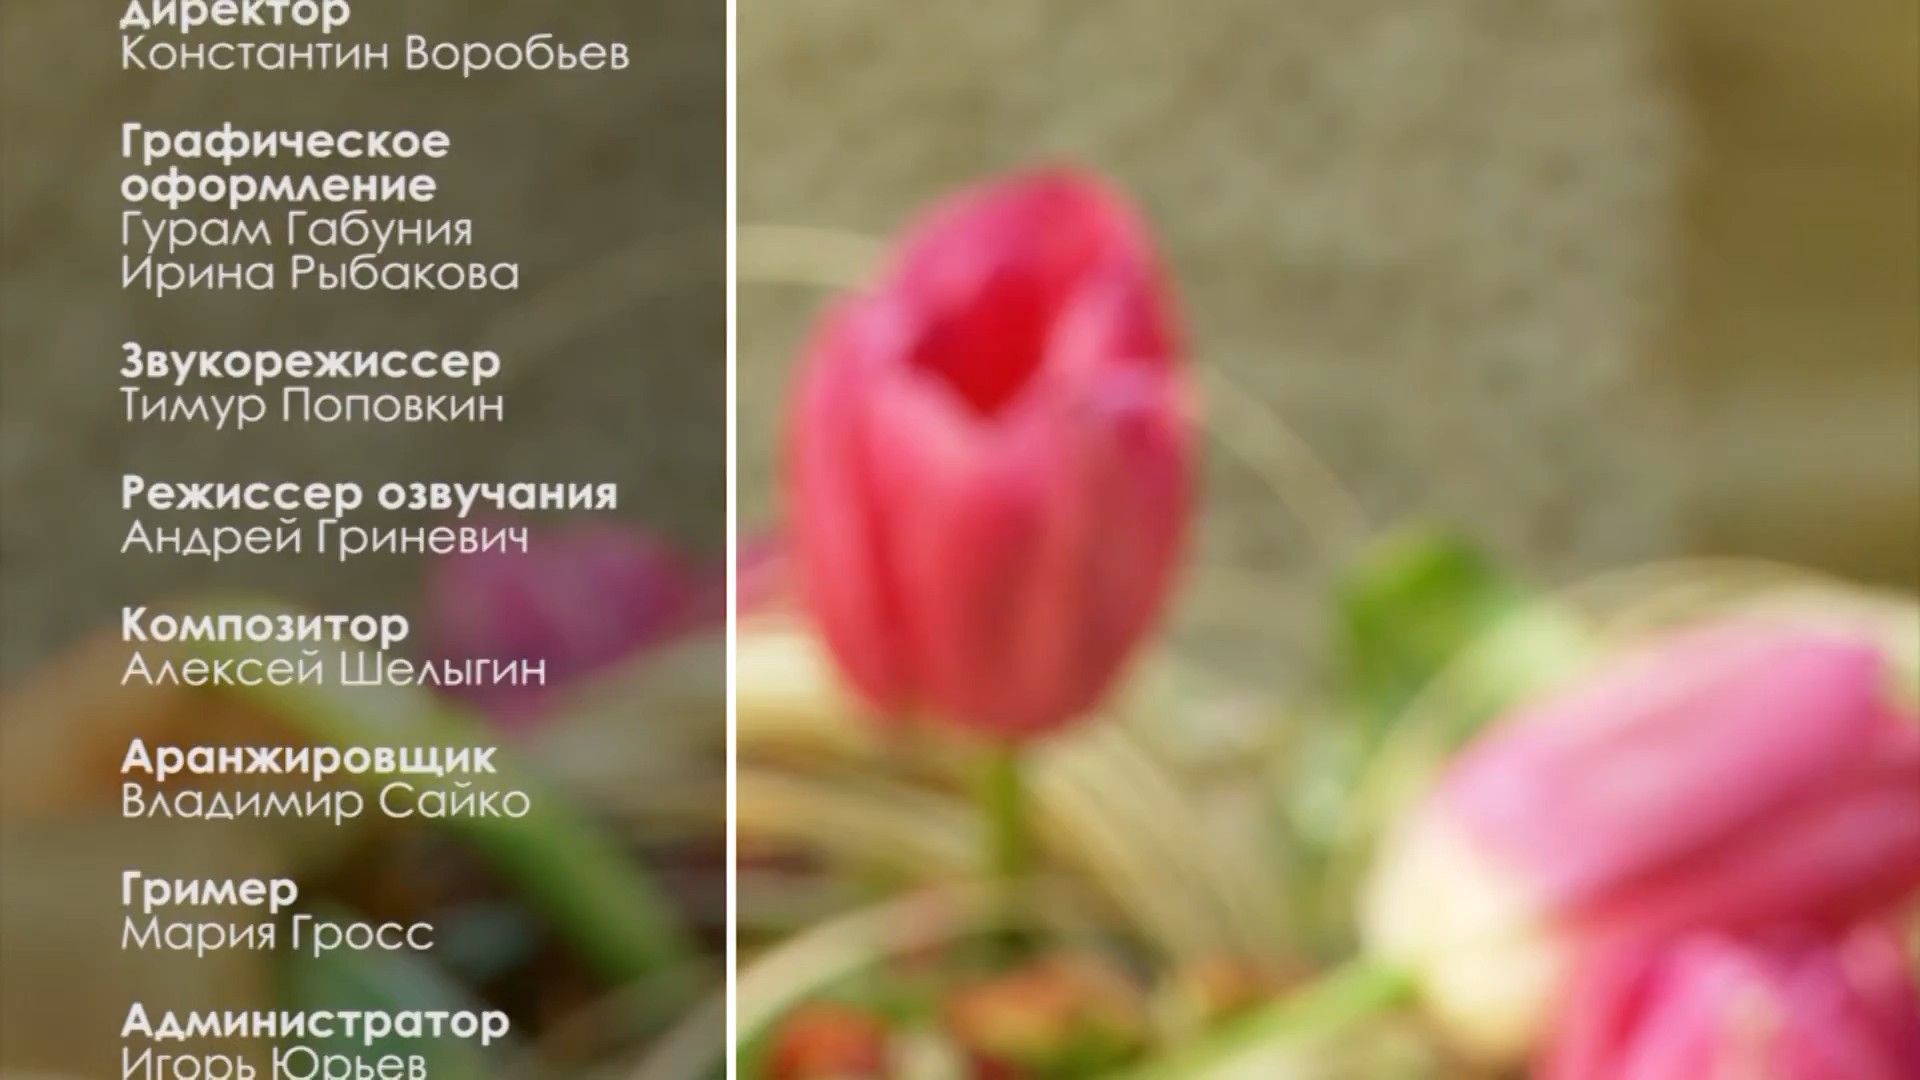 директор
Константин Воробьев
Графическое
оформление
Гурам Габуния
Ирина Рыбакова
Звукорежиссер
Тимур Поповкин
Режиссер озвучания
Андрей Гриневич
Композитор
Алексей Шелыгин
Аранжировщик
Владимир Сайко
Гример
Мария Гросс
Администратор
Игорь Юрьев